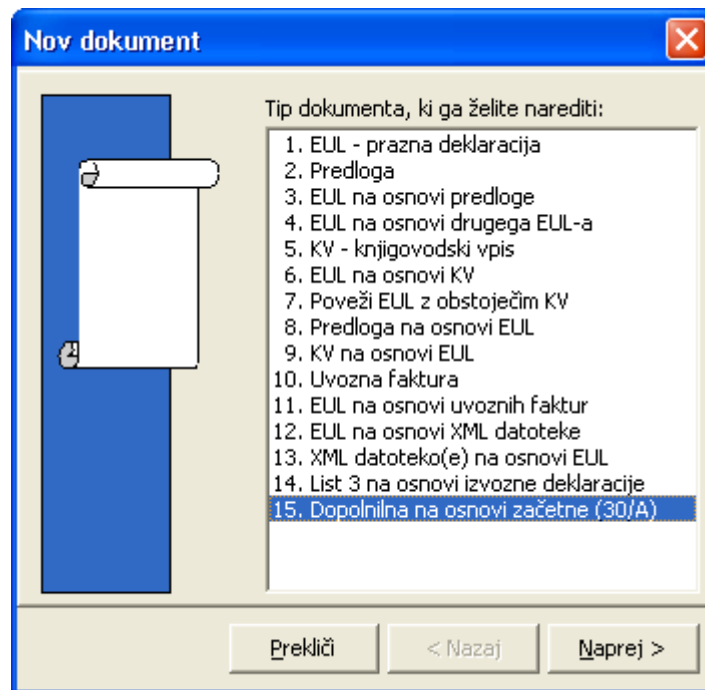 Nov dokument
Tip dokumenta, ki ga želite narediti:
1. EUL - prazna deklaracija
2. Predloga
3. EUL na osnovi predloge
4. EUL na osnovi drugega EUL-a
5. KV - knjigovodski vpis
6. EUL na osnovi KV
7. Poveži EUL z obstoječim KV
8. Predloga na osnovi EUL
9. KV na osnovi EUL
10. Uvozna faktura
11. EUL na osnovi uvoznih faktur
12. EUL na osnovi XML datoteke
13. XML datoteko(e) na osnovi EUL
14. List 3 na osnovi izvozne deklaracije
15. Dopolnilna na osnovi začetne (30/A)
Prekliči < Nazaj Naprej >